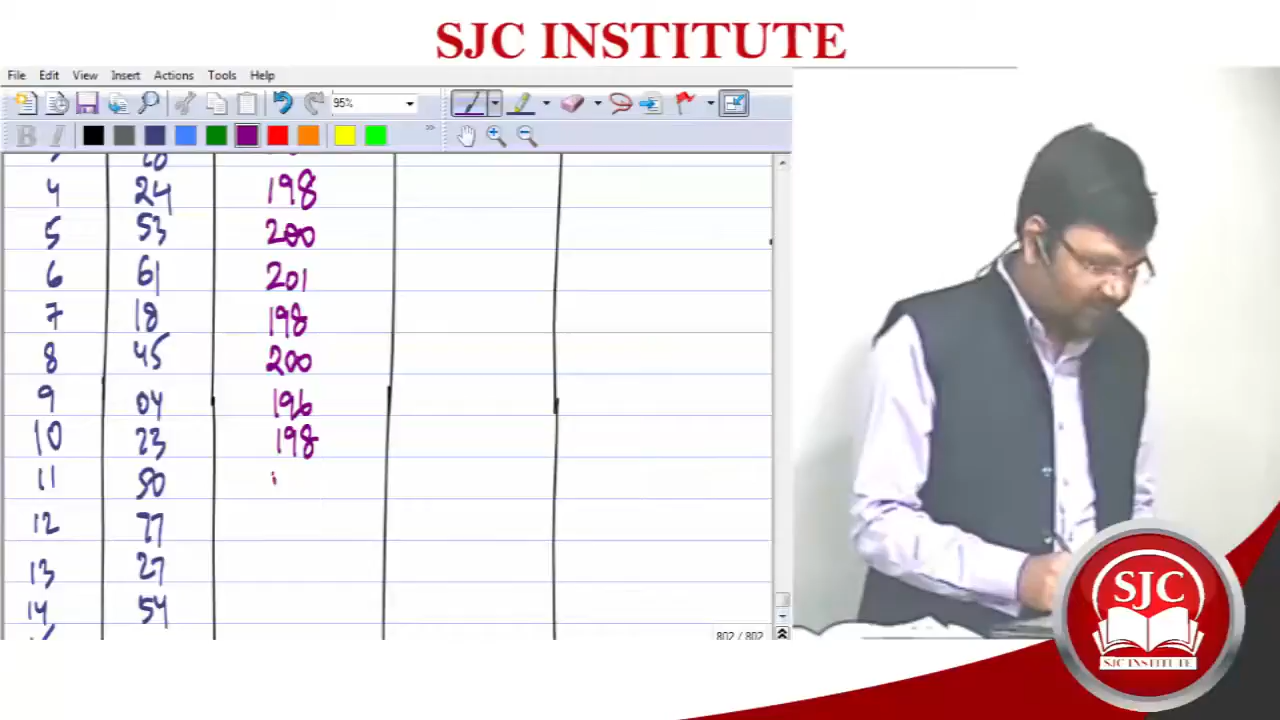 SJC INSTITUTE
File Edit View Insert Actions Tools Help
95%
B I
4 24 198
5 53 200
6 61 201
7 18 198
8 45 200
9 04 196
10 23 198
11 50
12 77
13 27
14 54
802 / 802
SJC
SJC INSTITUTE